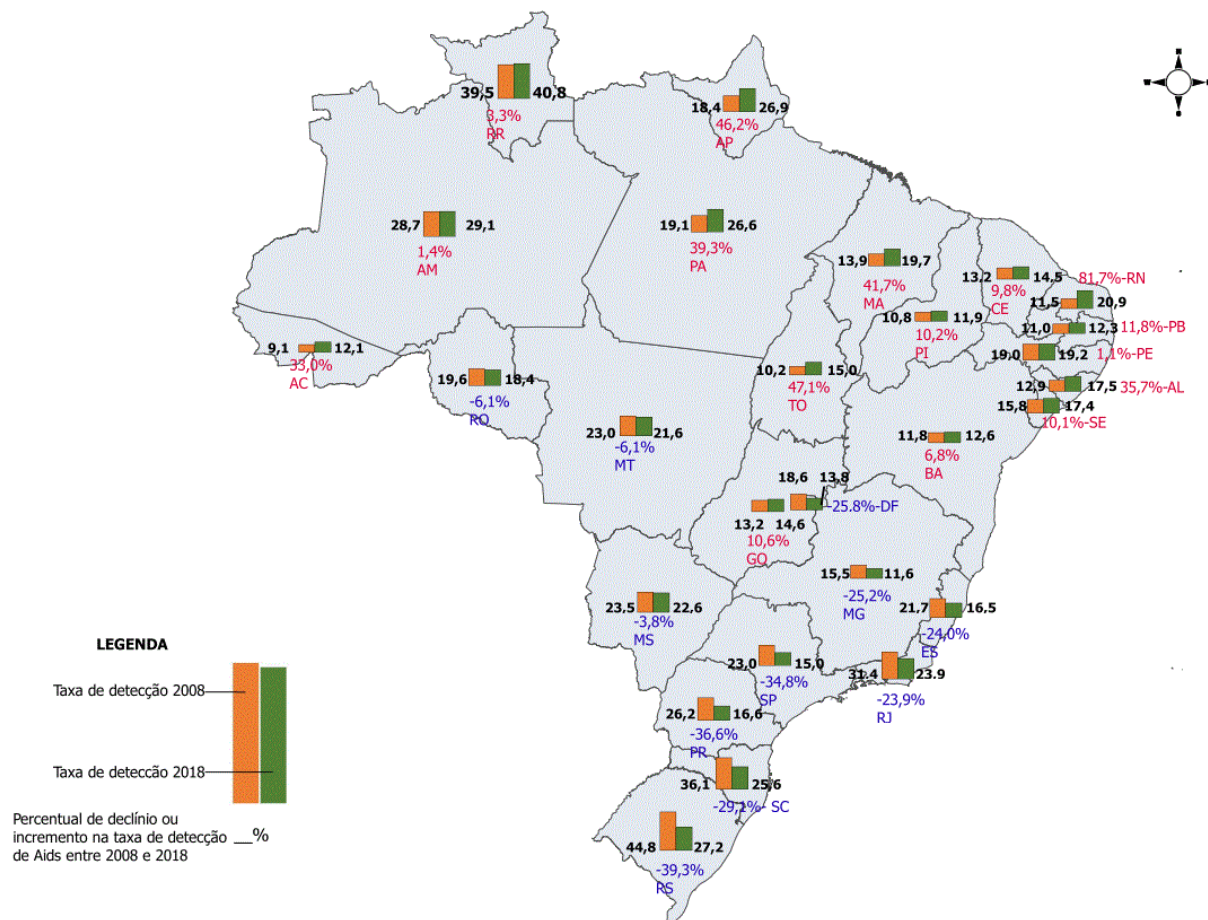 39,5 40,8
3,3%
RR
18,4 26,9
46,2%
AP
28,7 29,1
1,4%
AM
19,1 26,6
39,3%
PA
13,9 19,7
41,7%
MA
13,2 14,5
9,8%
CE
81,7%-RN
11,5 20,9
10,8 11,9
10,2%
PI
11,0 12,3 11,8%-PB
19,0 19,2 1,1%-PE
9,1 12,1
33,0%
AC
19,6 18,4
-6,1%
RO
10,2 15,0
47,1%
TO
12,9 17,5 35,7%-AL
15,8 17,4
10,1%-SE
23,0 21,6
-6,1%
MT
11,8 12,6
6,8%
BA
18,6 13,8
-25.8%-DF
13,2 14,6
10,6%
GO
15,5 11,6
-25,2%
MG
21,7 16,5
-24,0%
ES
23,5 22,6
-3,8%
MS
23,0 15,0
-34,8%
SP
31.4 23.9
-23,9%
RJ
26,2 16,6
-36,6%
PR
36,1 25,6
-29,1%- SC
44,8 27,2
-39,3%
RS
LEGENDA
Taxa de detecção 2008
Taxa de detecção 2018
Percentual de declínio ou
incremento na taxa de detecção __%
de Aids entre 2008 e 2018